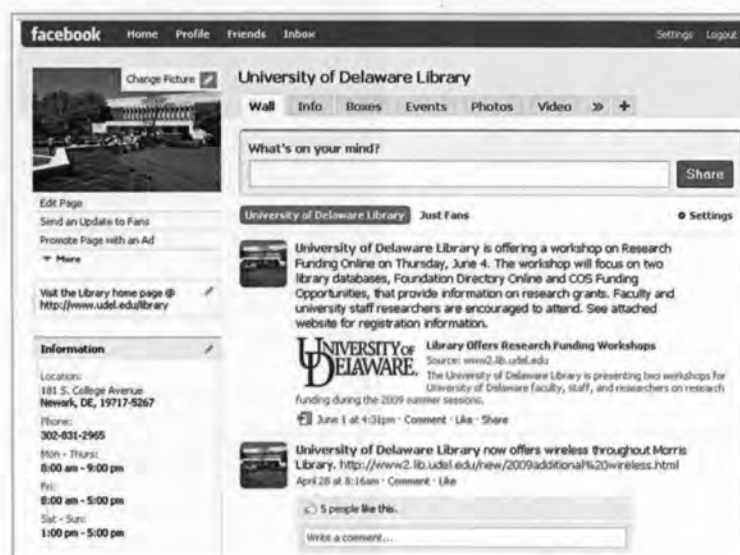 facebook Home Profile Friends Inbox Settings Logout
Change Picture
Edit Page
Send an Update to Fans
Promote Page with an Ad
More
Visit the Library home page @
http://www.udel.edu/library
Information
Location:
181 S. College Avenue
Newark, DE, 19717-5267
Phone:
302-831-2965
Mon - Thurs:
8:00 am - 9:00 pm
Fri:
8:00 am - 5:00 pm
Sat - Sun:
1:00 pm - 5:00 pm
University of Delaware Library
Wall Info Boxes Events Photos Video » +
What's on your mind?
Share
University of Delaware Library Just Fans Settings
University of Delaware Library is offering a workshop on Research
Funding Online on Thursday, June 4. The workshop will focus on two
library databases, Foundation Directory Online and COS Funding
Opportunities, that provide information on research grants. Faculty and
university staff researchers are encouraged to attend. See attached
website for registration information.
UNIVERSITY OF
DELAWARE.
Library Offers Research Funding Workshops
Source: www2.lib.udel.edu
The University of Delaware Library is presenting two workshops for
University of Delaware faculty, staff, and researchers on research
funding during the 2009 summer sessions.
June 1 at 4:31pm · Comment · Like · Share
University of Delaware Library now offers wireless throughout Morris
Library. http://www2.lib.udel.edu/new/2009additional%20wireless.html
April 28 at 8:16am · Comment · Like
5 people like this.
Write a comment...